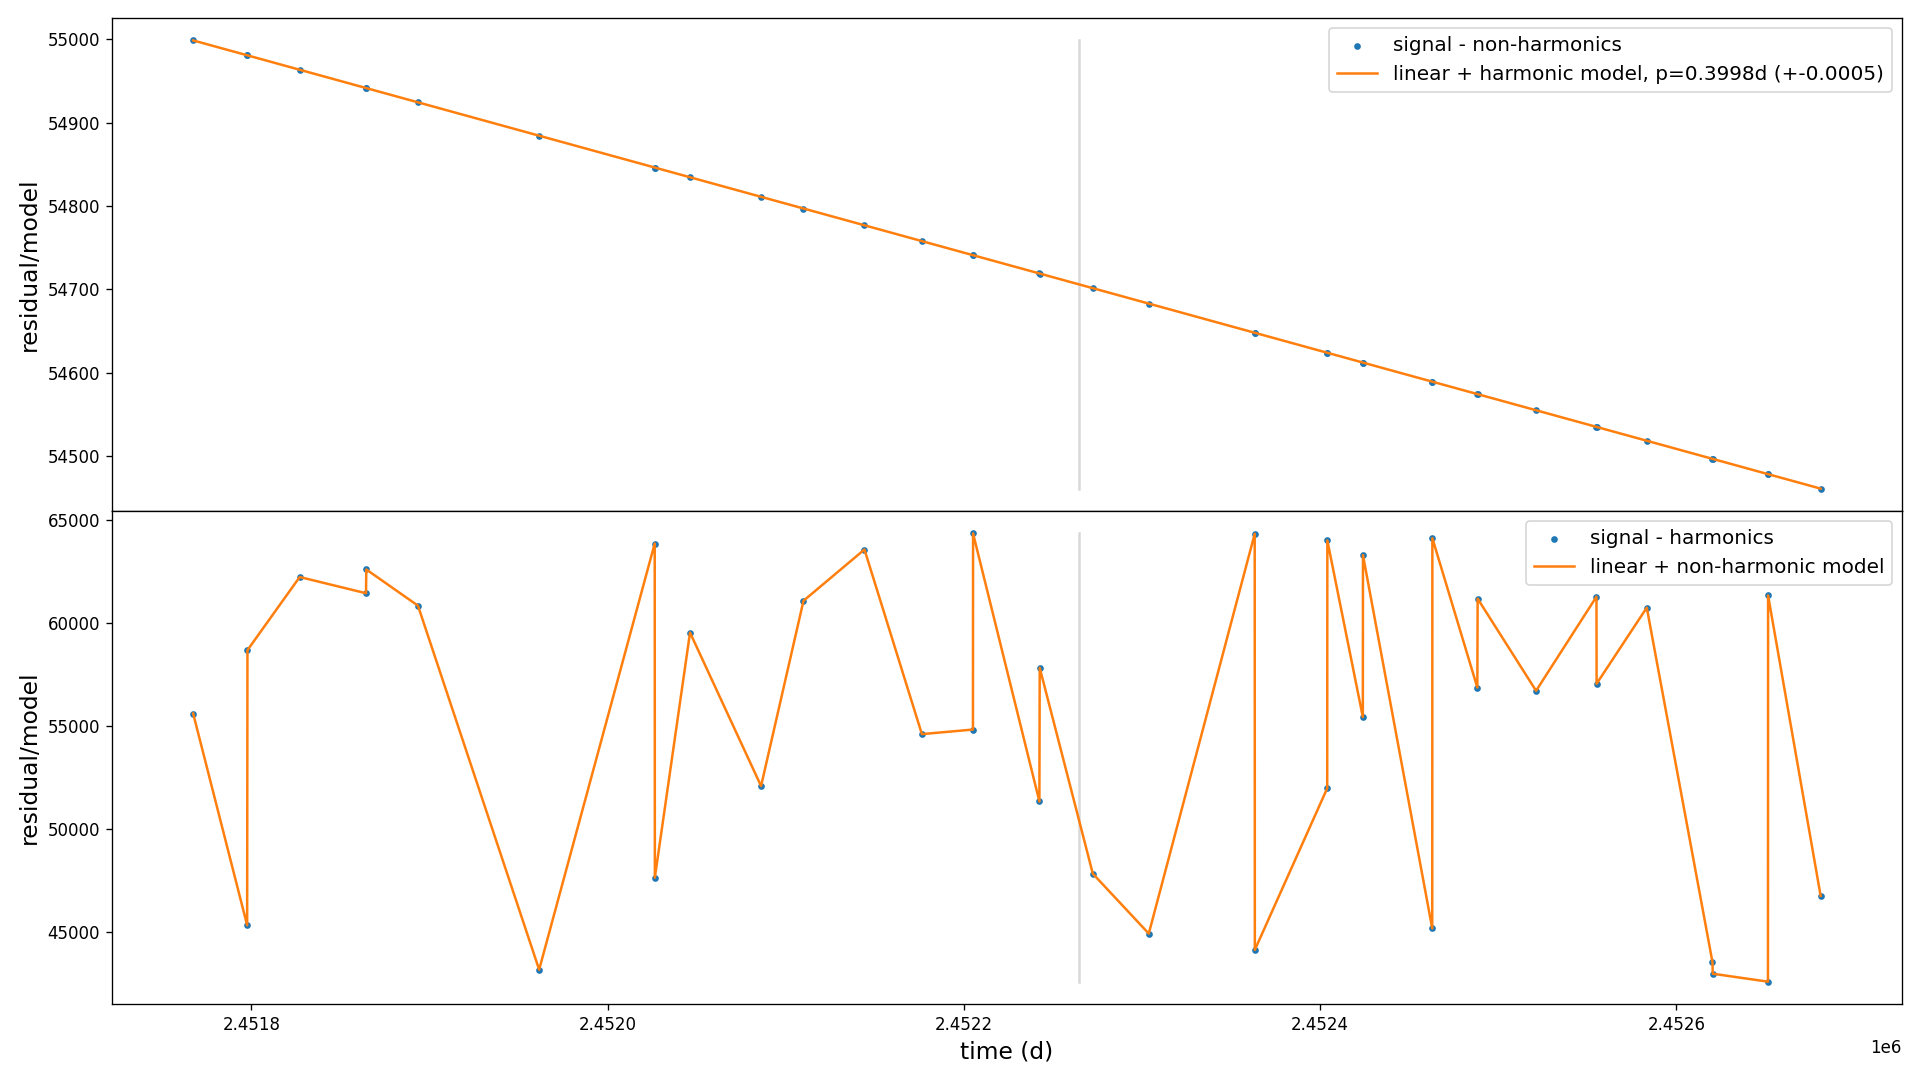 55000
54900
54800
54700
54600
54500
residual/model
signal - non-harmonics
linear + harmonic model, p=0.3998d (+-0.0005)
65000
60000
55000
50000
45000
residual/model
signal - harmonics
linear + non-harmonic model
2.4518
2.4520
2.4522
2.4524
2.4526
time (d)
1e6